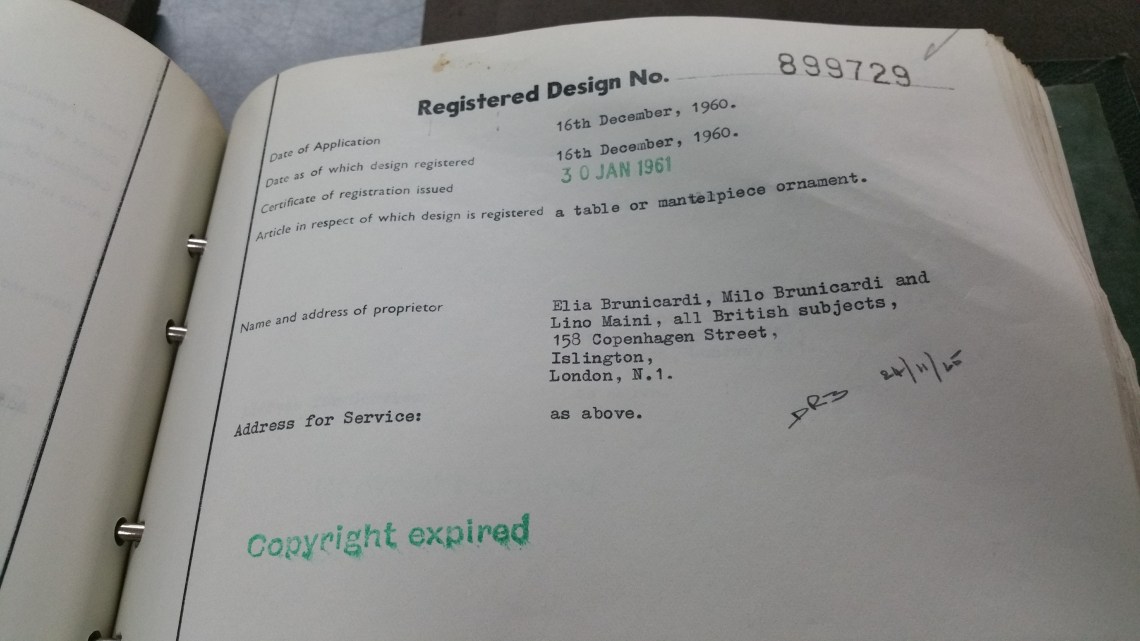 Registered Design No. 899729
Date of Application 16th December, 1960.
Date as of which design registered 16th December, 1960.
Certificate of registration issued 30 JAN 1961
Article in respect of which design is registered a table or mantelpiece ornament.
Name and address of proprietor Elia Brunicardi, Milo Brunicardi and
Lino Maini, all British subjects,
158 Copenhagen Street,
Islington,
London, N.1.
24/11/65
Address for Service: as above.
Copyright expired